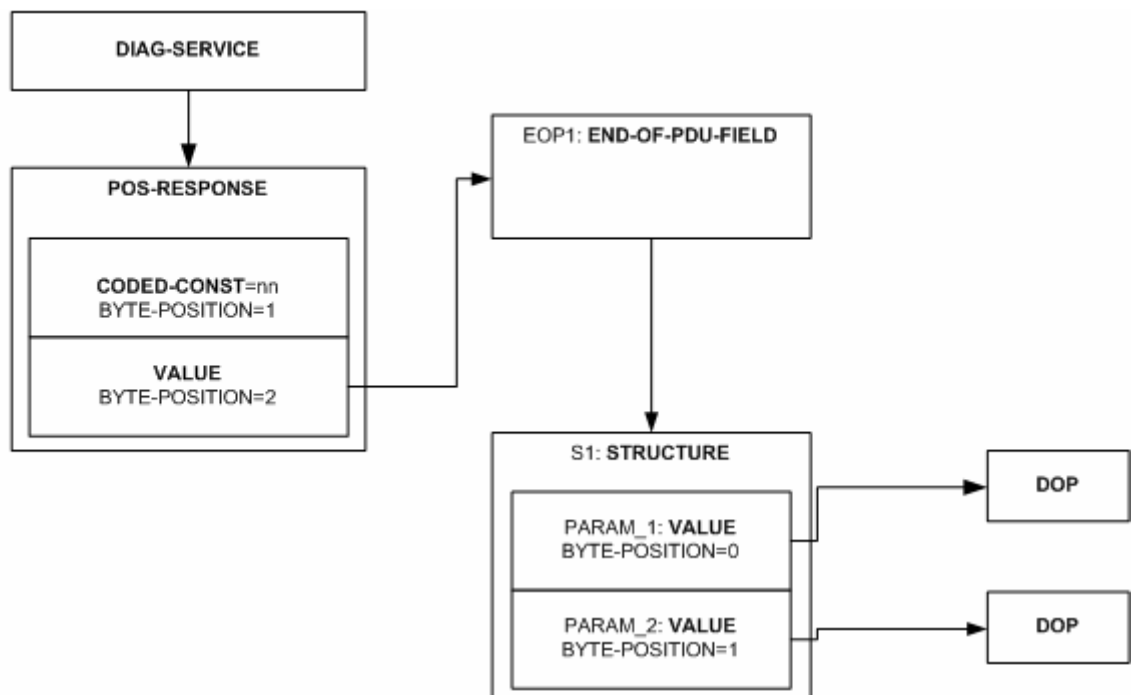 DIAG-SERVICE
POS-RESPONSE
CODED-CONST=nn
BYTE-POSITION=1
VALUE
BYTE-POSITION=2
EOP1: END-OF-PDU-FIELD
S1: STRUCTURE
PARAM_1: VALUE
BYTE-POSITION=0
PARAM_2: VALUE
BYTE-POSITION=1
DOP
DOP